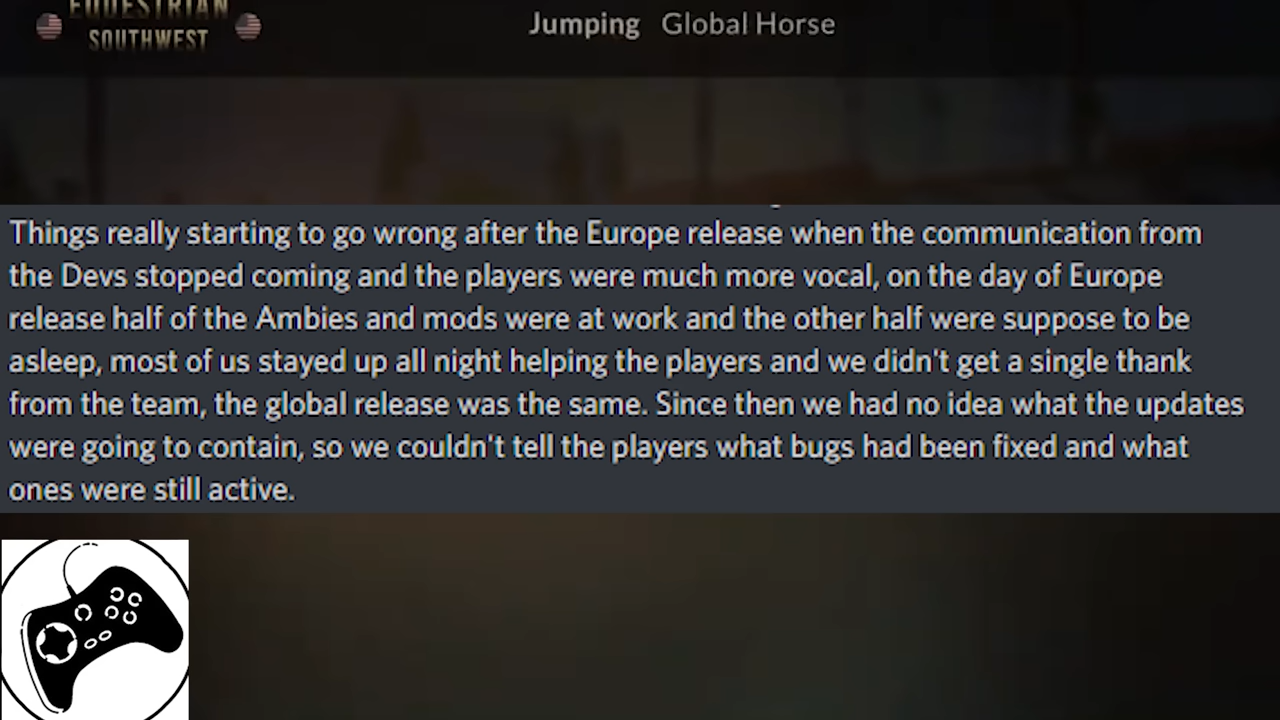 EQUESTRIAN
SOUTHWEST
Jumping Global Horse
Things really starting to go wrong after the Europe release when the communication from
the Devs stopped coming and the players were much more vocal, on the day of Europe
release half of the Ambies and mods were at work and the other half were suppose to be
asleep, most of us stayed up all night helping the players and we didn't get a single thank
from the team, the global release was the same. Since then we had no idea what the updates
were going to contain, so we couldn't tell the players what bugs had been fixed and what
ones were still active.